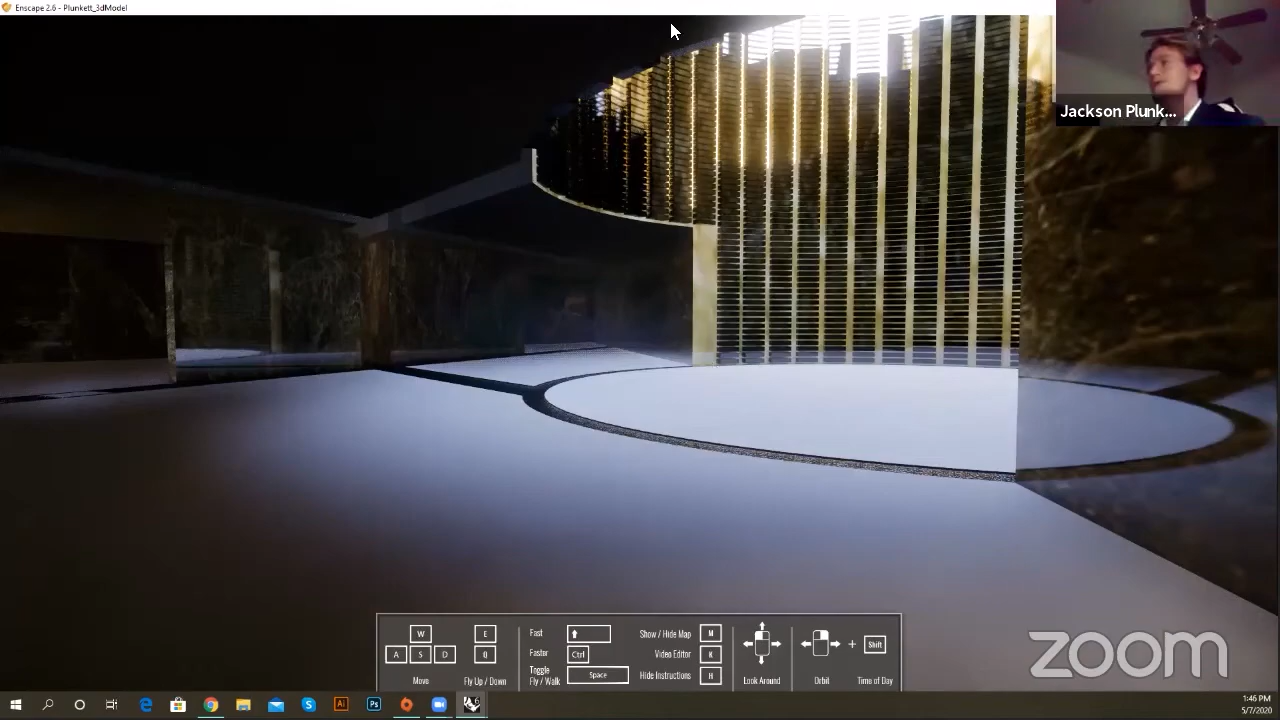 Enscape 2.6 - Plunkett_3dModel
Jackson Plunk...
W
A
S
D
Move
E
Q
Fly Up / Down
Fast
Faster
Ctrl
Toggle
Fly / Walk
Space
Show / Hide Map
M
Video Editor
K
Hide Instructions
H
Look Around
Orbit
+
Shift
Time of Day
zoom
Ai
Ps
1:46 PM
5/7/2020